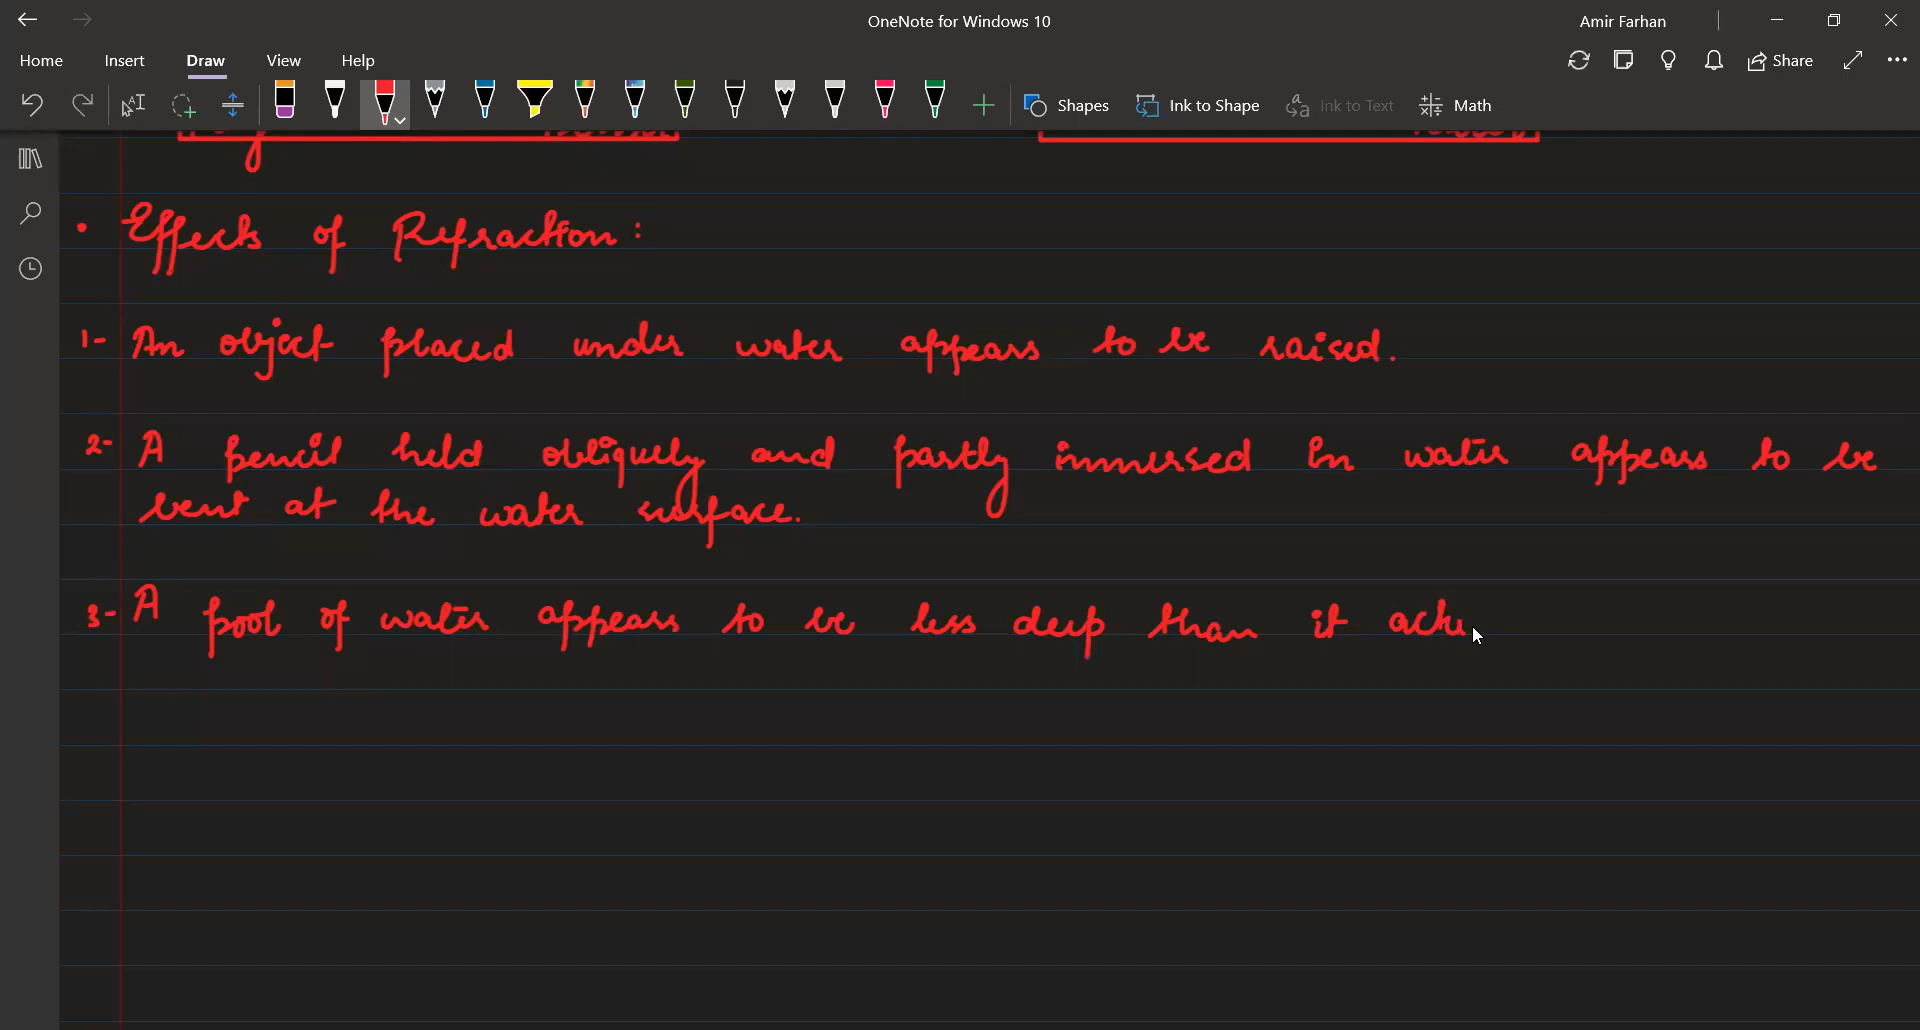 OneNote for Windows 10
Amir Farhan
Home Insert Draw View Help
Share
Shapes Ink to Shape Ink to Text Math
• Effects of Refraction:
1- An object placed under water appears to be raised.
2- A pencil held obliquely and partly immersed in water appears to be
bent at the water surface.
3- A pool of water appears to be less deep than it actu